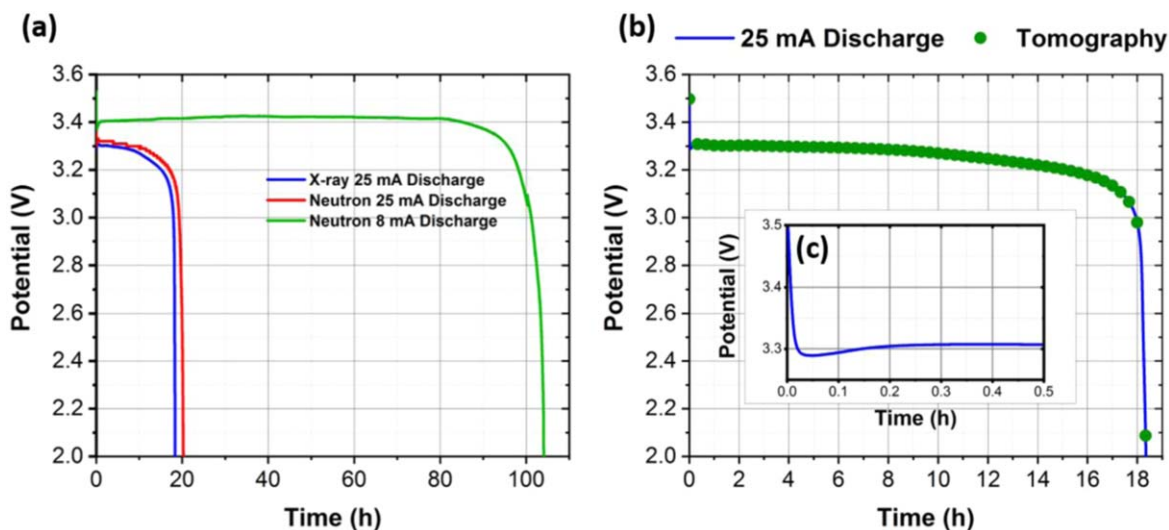 (a)
3.6
3.4
3.2
3.0
2.8
2.6
2.4
2.2
2.0
Potential (V)
X-ray 25 mA Discharge
Neutron 25 mA Discharge
Neutron 8 mA Discharge
0 20 40 60 80 100
Time (h)
(b)
25 mA Discharge Tomography
3.6
3.4
3.2
3.0
2.8
2.6
2.4
2.2
2.0
Potential (V)
(c)
3.5
3.4
3.3
Potential (V)
0.0 0.1 0.2 0.3 0.4 0.5
Time (h)
0 2 4 6 8 10 12 14 16 18
Time (h)